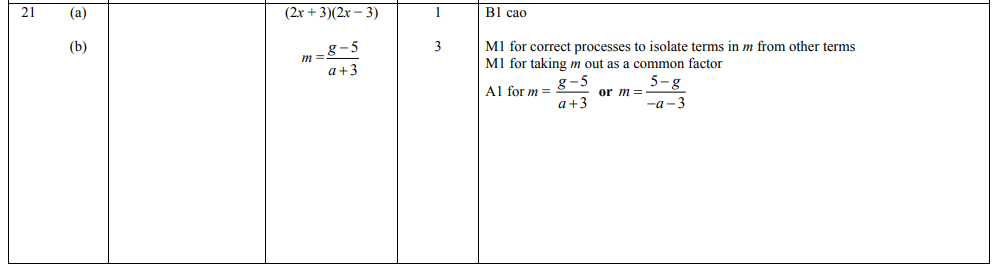 21 (a) (2x + 3)(2x – 3) 1 B1 cao
(b) m = g – 5 / a + 3 3 M1 for correct processes to isolate terms in m from other terms
M1 for taking m out as a common factor
A1 for m = g – 5 / a + 3 or m = 5 – g / –a – 3